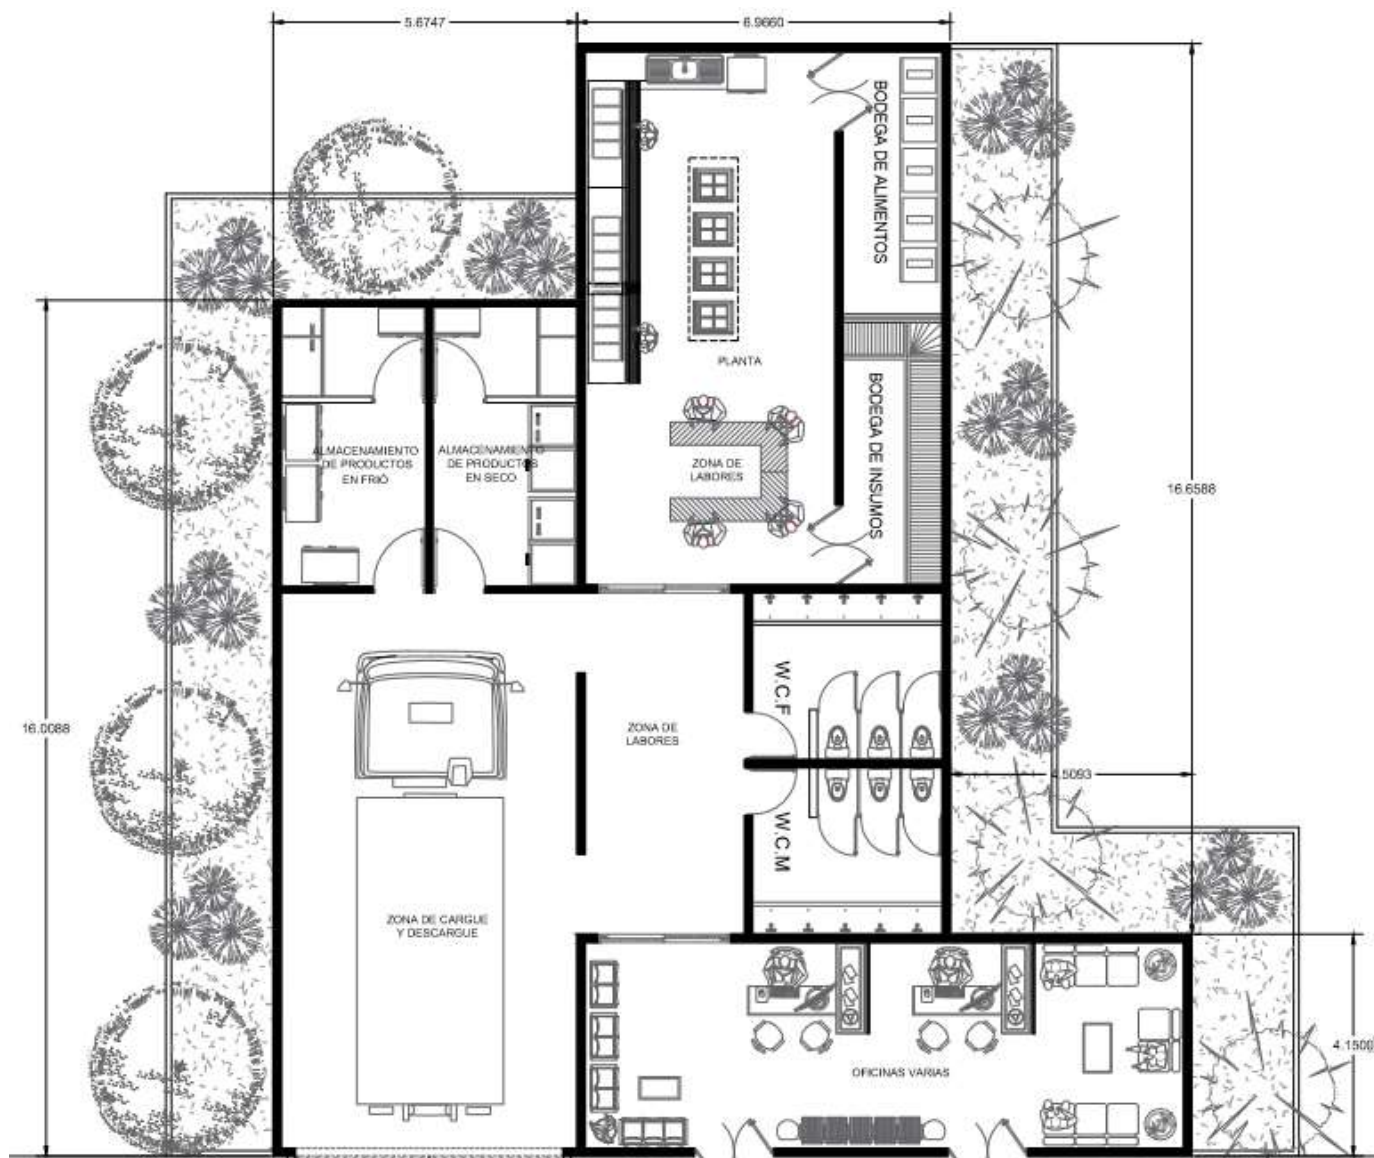 5.6747
6.9660
BODEGA DE ALIMENTOS
PLANTA
BODEGA DE INSUMOS
ALMACENAMIENTO
DE PRODUCTOS
EN FRIÓ
ALMACENAMIENTO
DE PRODUCTOS
EN SECO
ZONA DE
LABORES
16.6588
16.0088
W.C.F
ZONA DE
LABORES
4.5093
W.C.M
ZONA DE CARGUE
Y DESCARGUE
4.1500
OFICINAS VARIAS